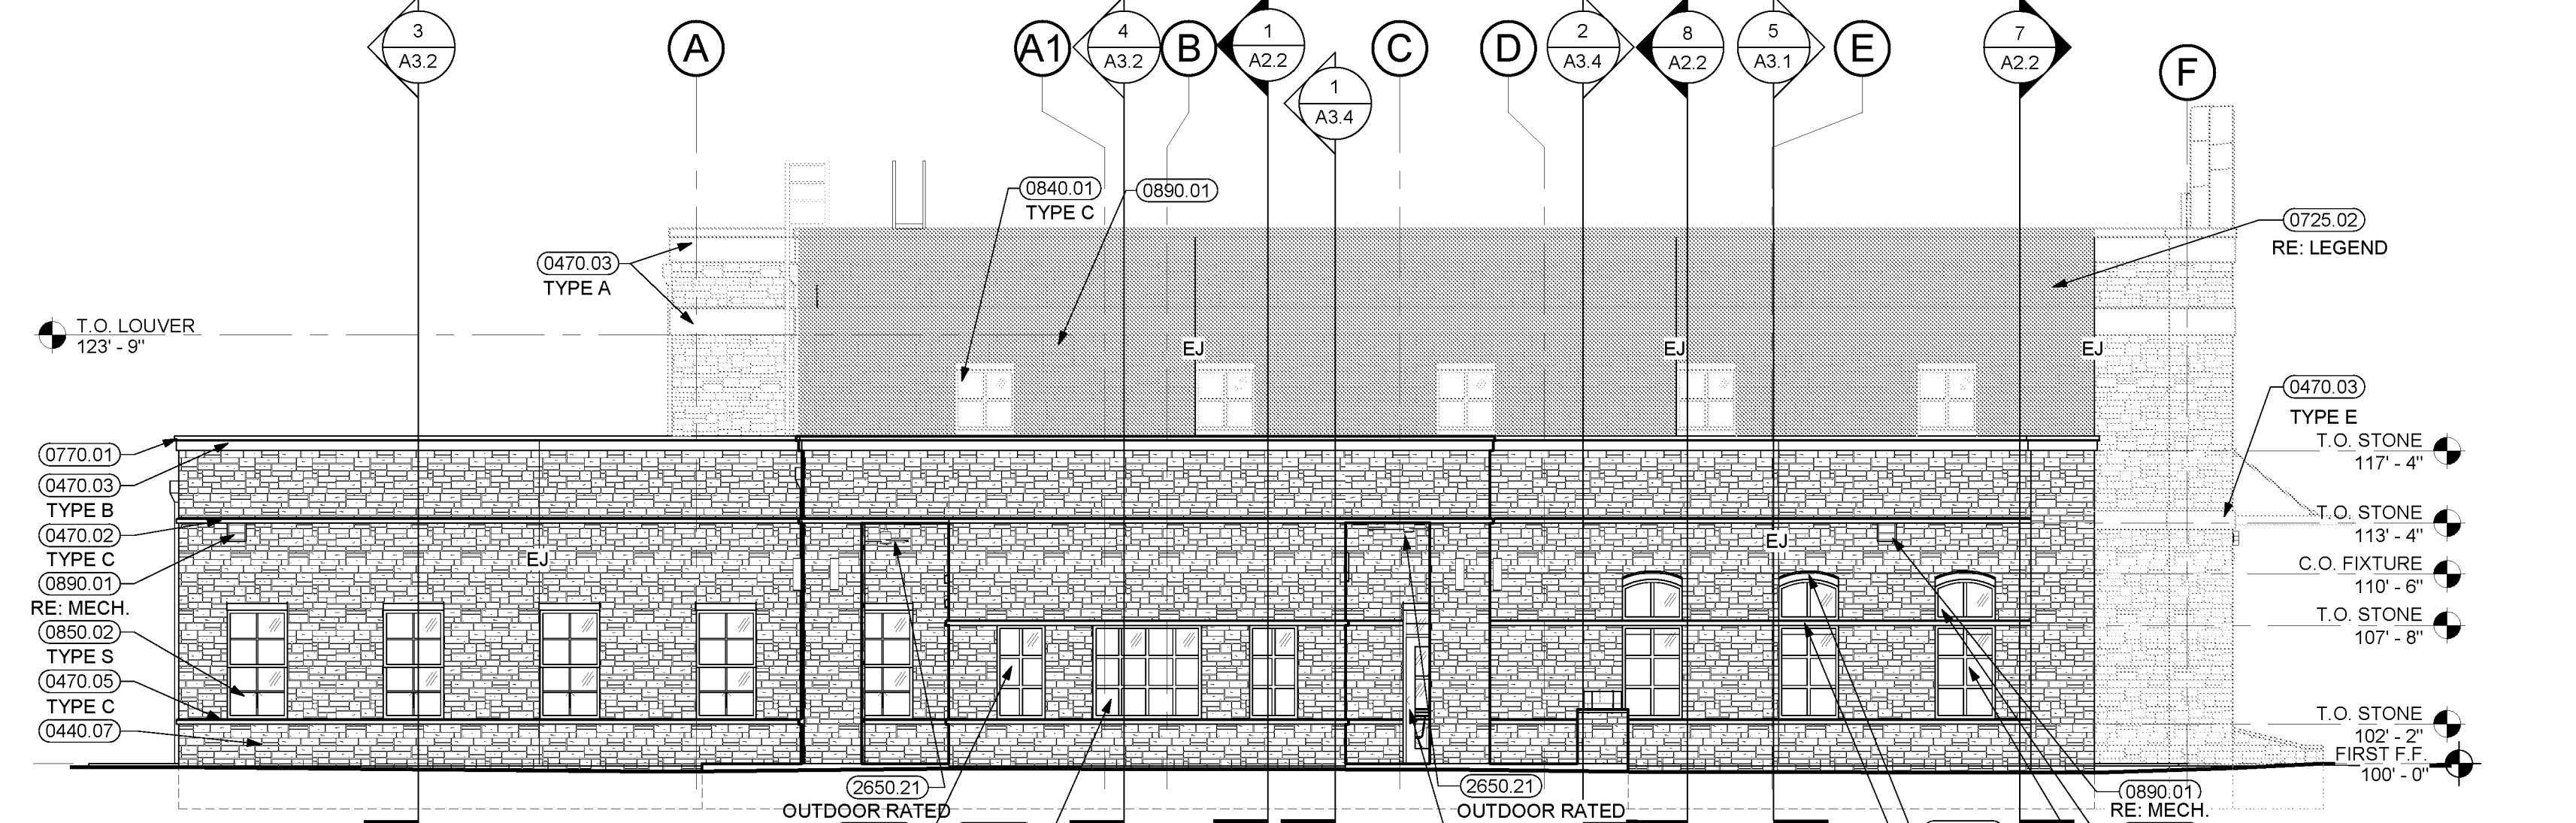 3
A3.2
A
A1
4
A3.2
B
1
A2.2
1
A3.4
C
D
2
A3.4
8
A2.2
5
A3.1
E
7
A2.2
F
0840.01
TYPE C
0890.01
0725.02
RE: LEGEND
0470.03
TYPE A
T.O. LOUVER
123' - 9"
EJ
EJ
EJ
0470.03
TYPE E
0770.01
0470.03
TYPE B
0470.02
TYPE C
0890.01
RE: MECH.
0850.02
TYPE S
0470.05
TYPE C
0440.07
EJ
EJ
T.O. STONE
117' - 4"
T.O. STONE
113' - 4"
C.O. FIXTURE
110' - 6"
T.O. STONE
107' - 8"
T.O. STONE
102' - 2"
FIRST F.F.
100' - 0"
2650.21
OUTDOOR RATED
2650.21
OUTDOOR RATED
0890.01
RE: MECH.